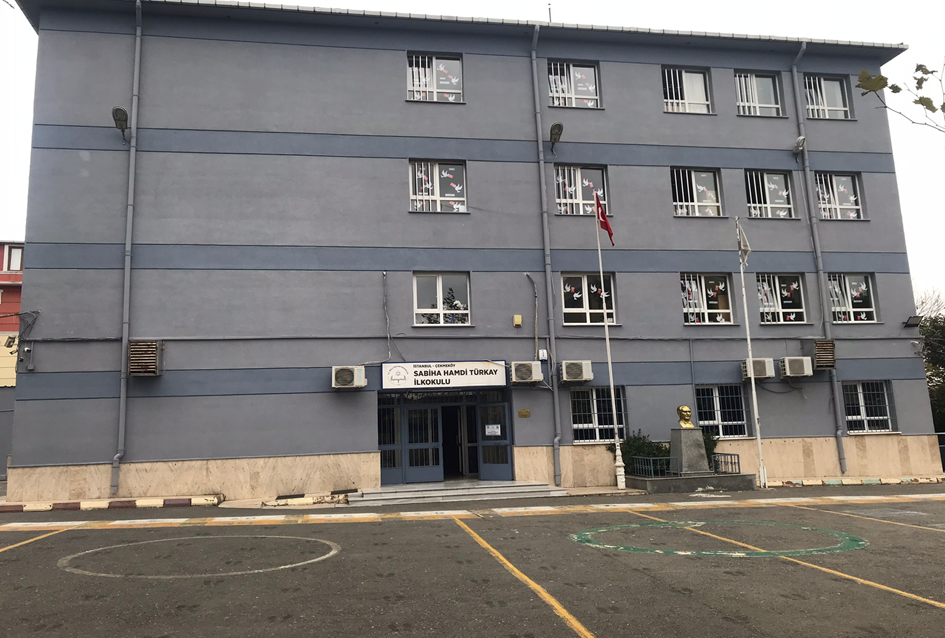 İSTANBUL - ÇEKMEKÖY
SABİHA HAMDİ TÜRKAY
İLKOKULU